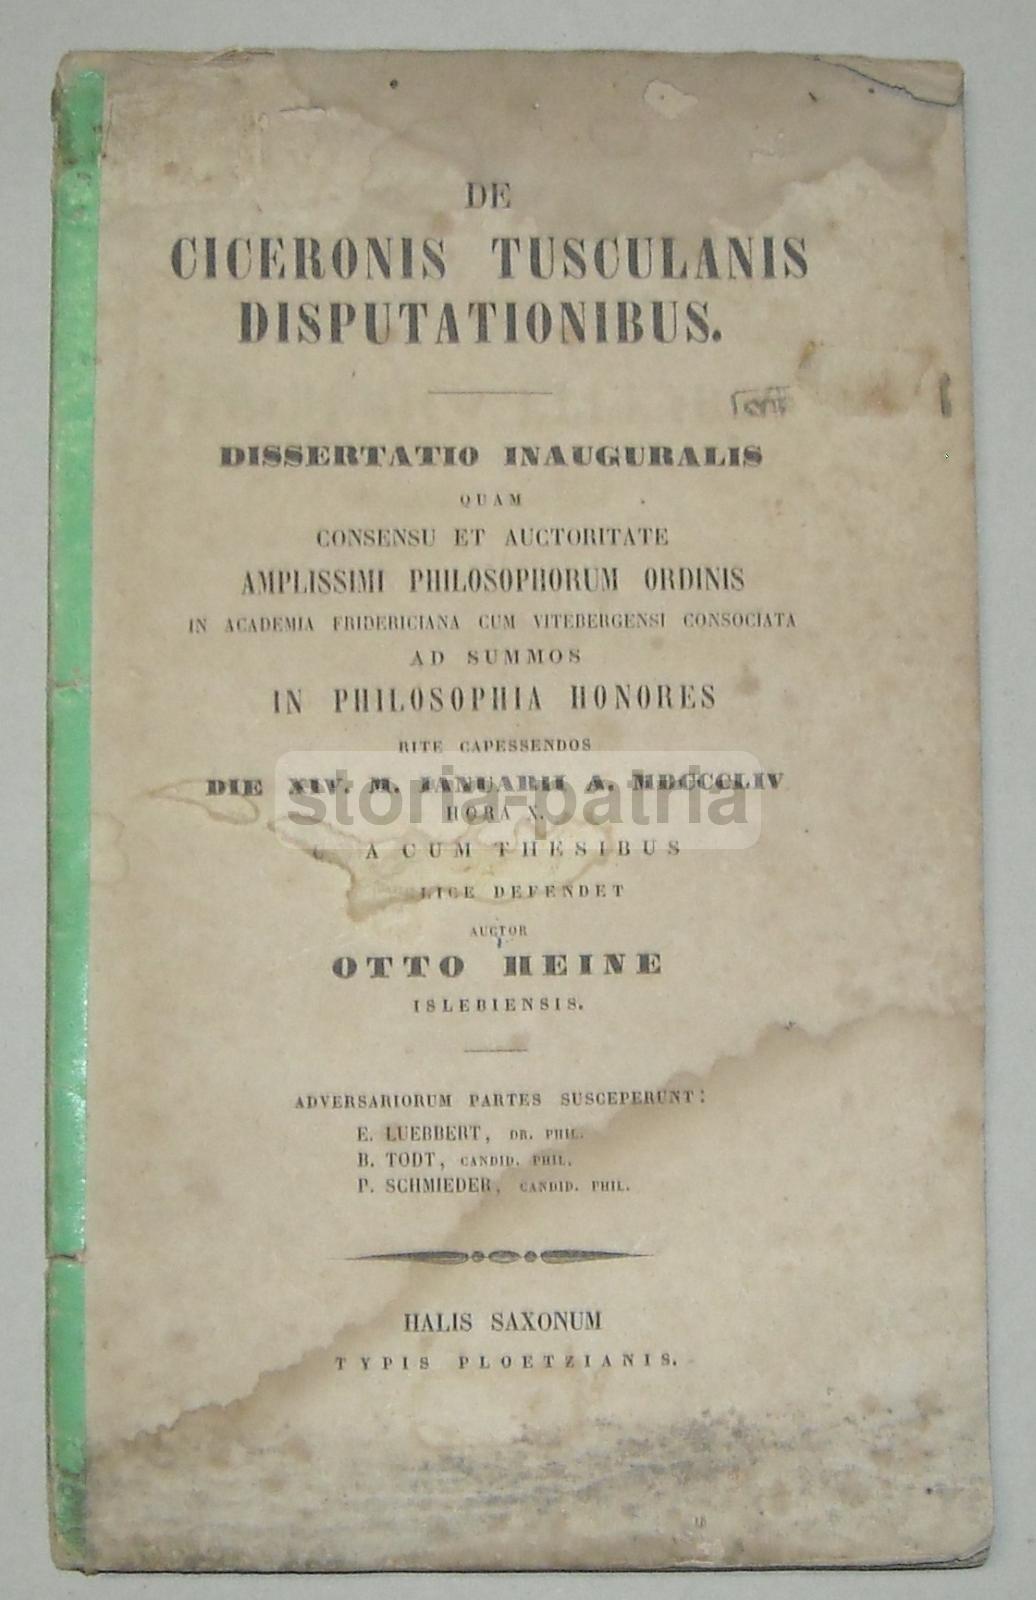 DE
CICERONIS TUSCULANIS
DISPUTATIONIBUS.
DISSERTATIO INAUGURALIS
QUAM
CONSENSU ET AUCTORITATE
AMPLISSIMI PHILOSOPHORUM ORDINIS
IN ACADEMIA FRIDERICIANA CUM VITEBERGENSI CONSOCIATA
AD SUMMOS
IN PHILOSOPHIA HONORES
RITE CAPESSENDOS
DIE XIV. M. IANUARII A. MDCCCLIV
storia-patria
HORA X.
A CUM THESIBUS
LICE DEFENDET
AUCTOR
OTTO HEINE
ISLEBIENSIS.
ADVERSARIORUM PARTES SUSCEPERUNT:
E. LUEBBERT, DR. PHIL.
B. TODT, CANDID. PHIL.
P. SCHMIEDER, CANDID. PHIL.
HALIS SAXONUM
TYPIS PLOETZIANIS.